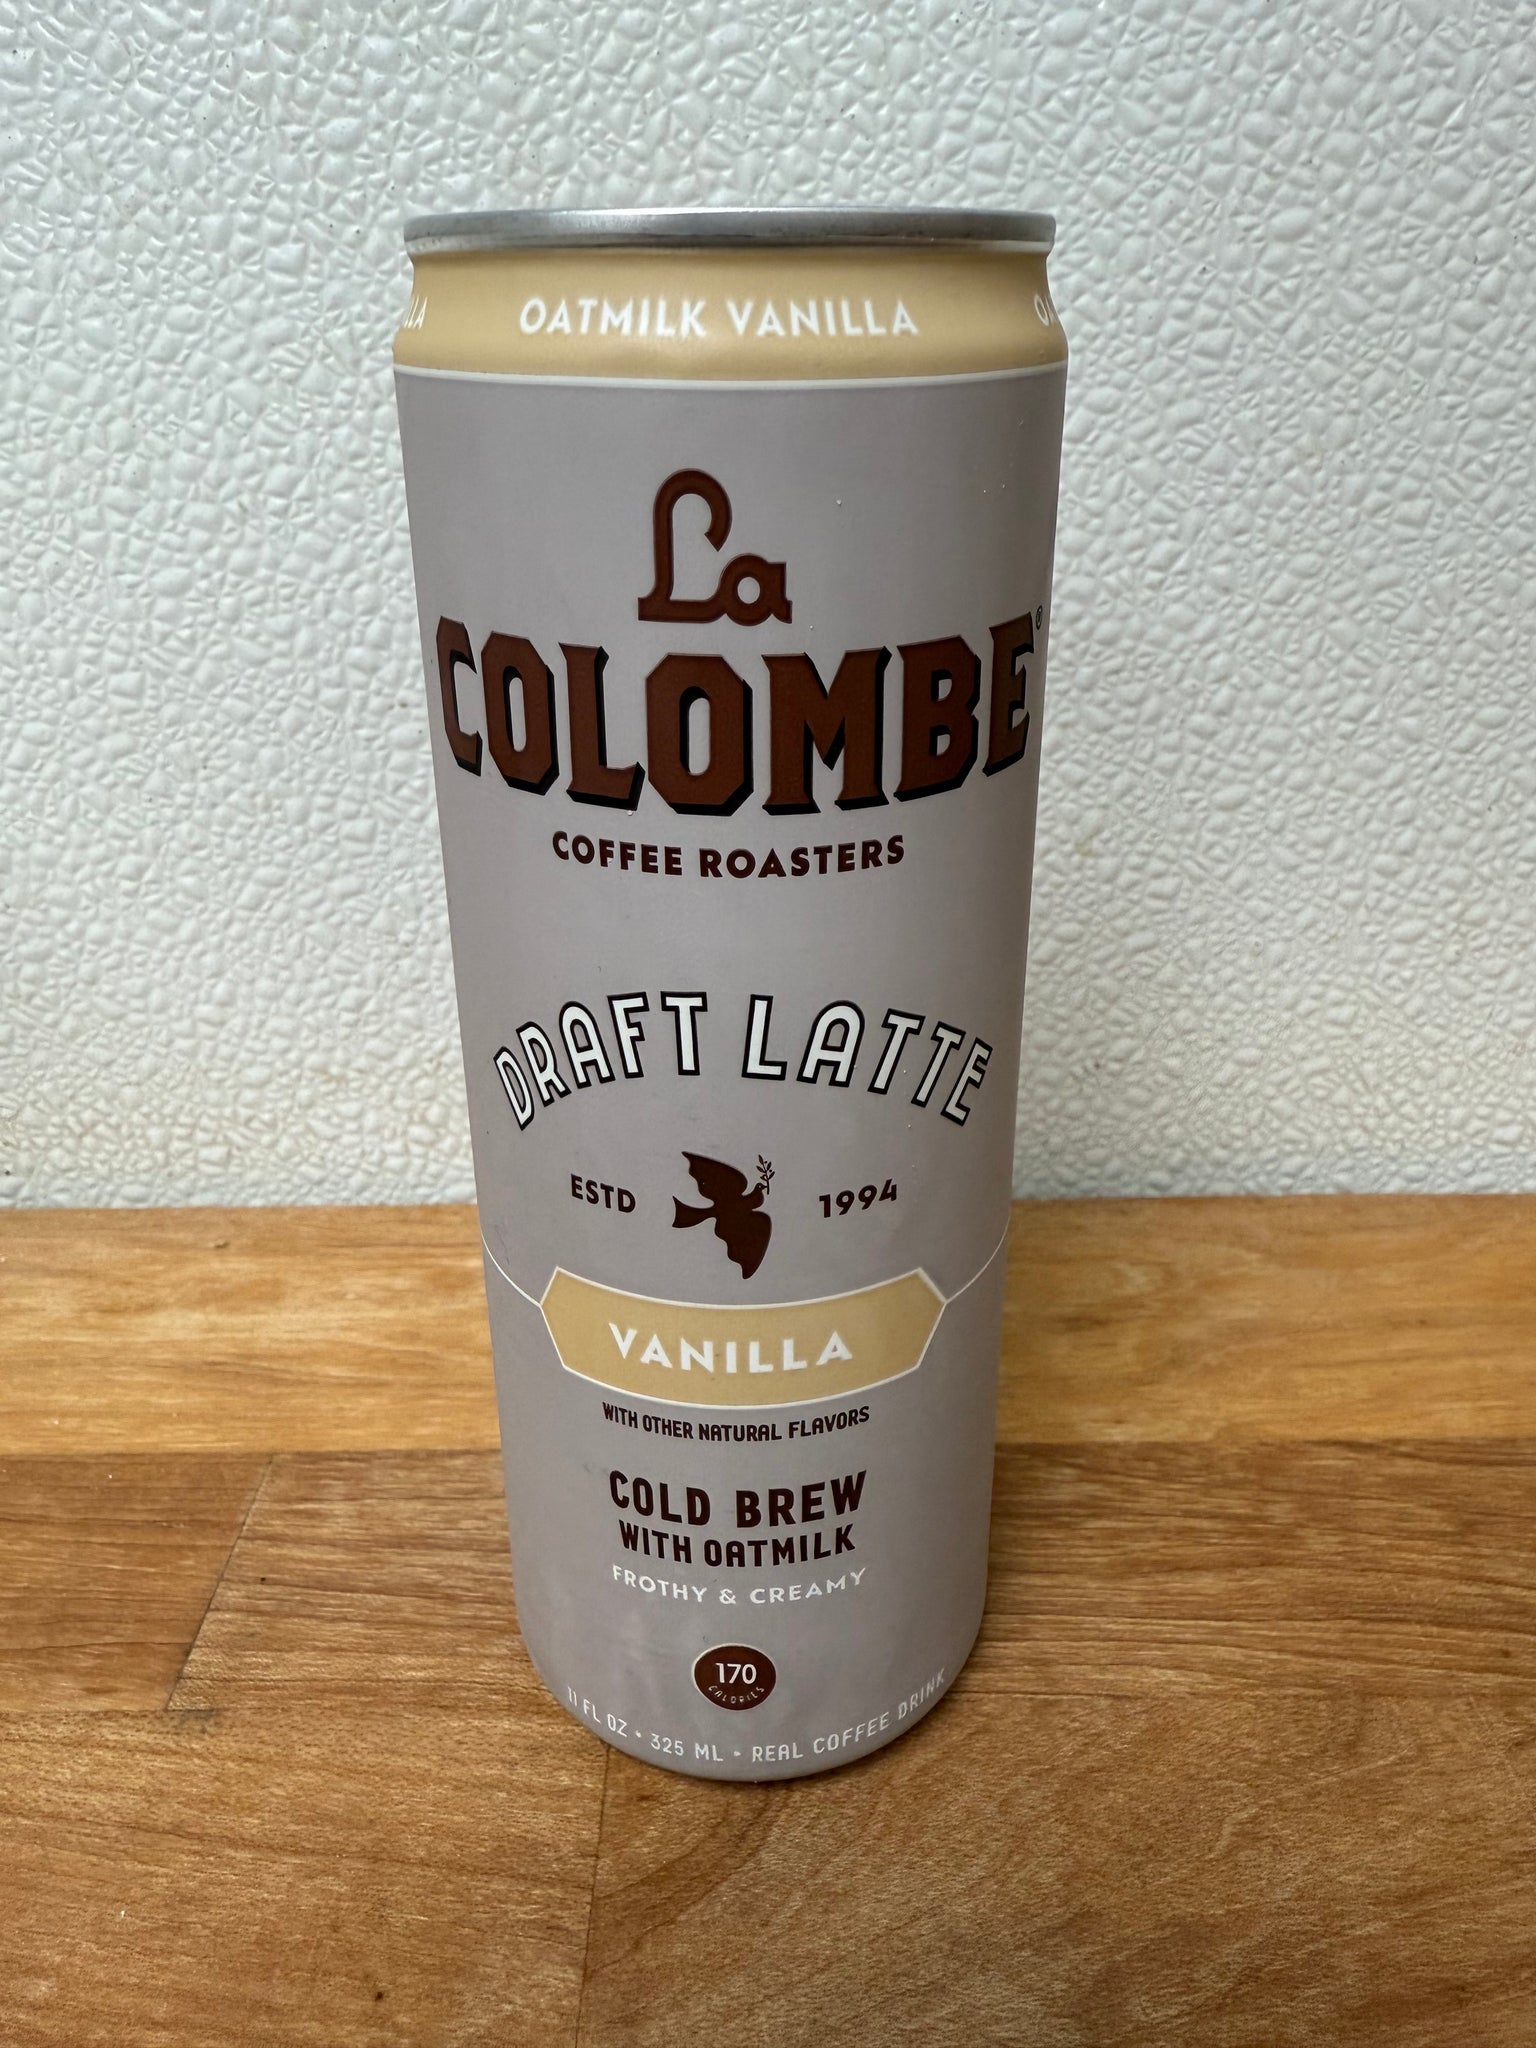 OATMILK VANILLA
La
COLOMBE®
COFFEE ROASTERS
DRAFT LATTE
ESTD 1994
VANILLA
WITH OTHER NATURAL FLAVORS
COLD BREW
WITH OATMILK
FROTHY & CREAMY
170
CALORIES
11 FL OZ • 325 ML • REAL COFFEE DRINK